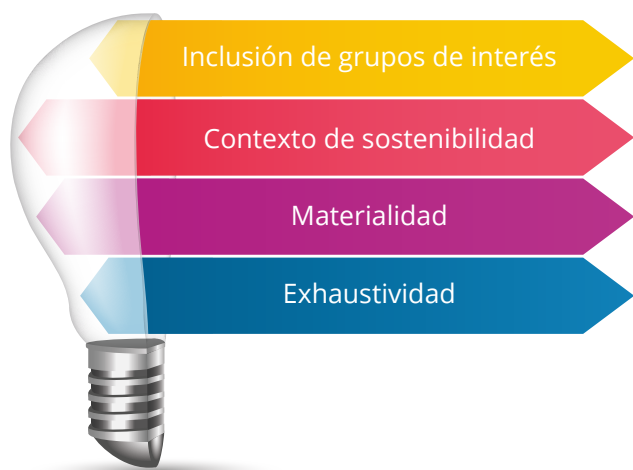 Inclusión de grupos de interés
Contexto de sostenibilidad
Materialidad
Exhaustividad